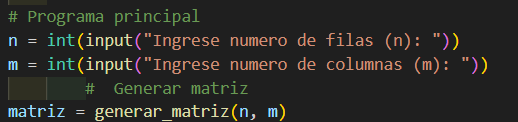 # Programa principal
n = int(input("Ingrese numero de filas (n): "))
m = int(input("Ingrese numero de columnas (m): "))
#  Generar matriz
matriz = generar_matriz(n, m)